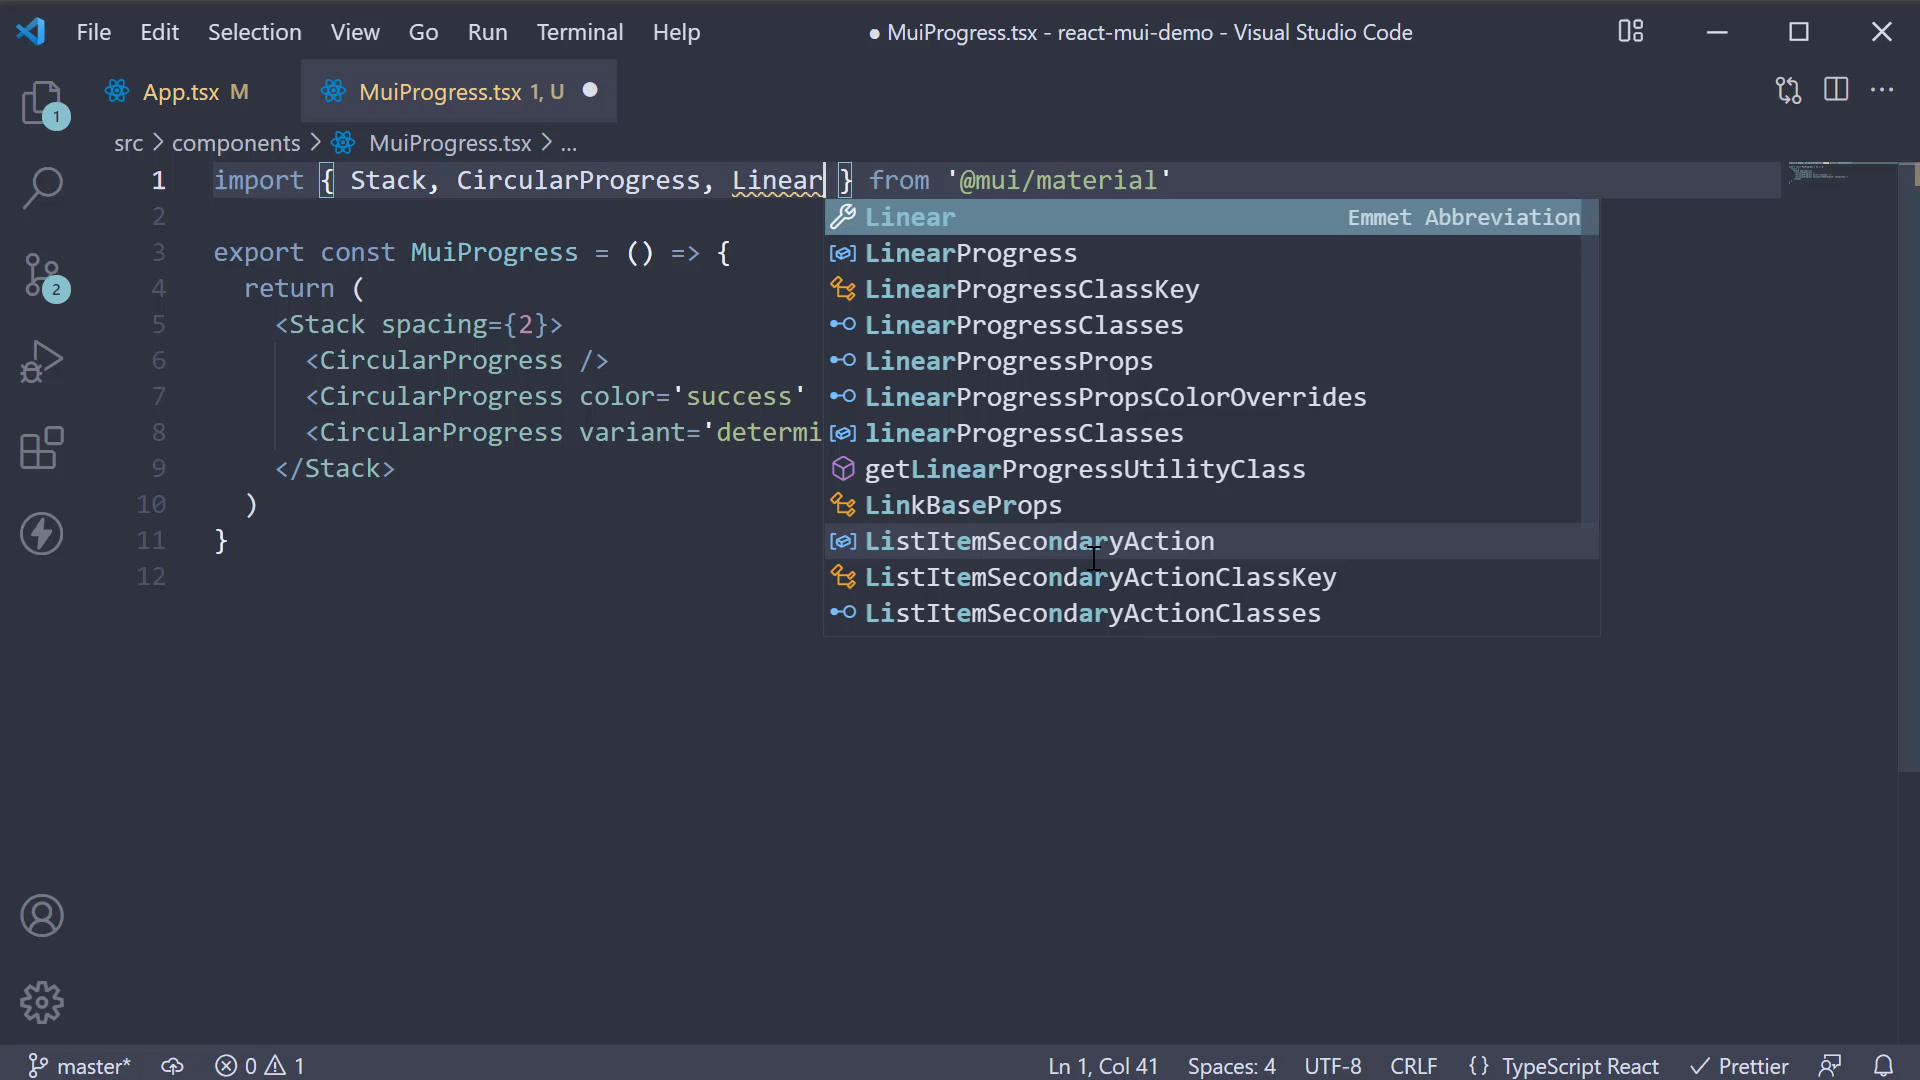 File Edit Selection View Go Run Terminal Help
● MuiProgress.tsx - react-mui-demo - Visual Studio Code
App.tsx M
MuiProgress.tsx 1, U
src > components > MuiProgress.tsx > ...
1 import { Stack, CircularProgress, Linear } from '@mui/material'
2
3 export const MuiProgress = () => {
4 return (
5 <Stack spacing={2}>
6 <CircularProgress />
7 <CircularProgress color='success'
8 <CircularProgress variant='determi
9 </Stack>
10 )
11 }
12
Linear Emmet Abbreviation
LinearProgress
LinearProgressClassKey
LinearProgressClasses
LinearProgressProps
LinearProgressPropsColorOverrides
linearProgressClasses
getLinearProgressUtilityClass
LinkBaseProps
ListItemSecondaryAction
ListItemSecondaryActionClassKey
ListItemSecondaryActionClasses
1
2
master* 0 1
Ln 1, Col 41 Spaces: 4 UTF-8 CRLF {} TypeScript React Prettier